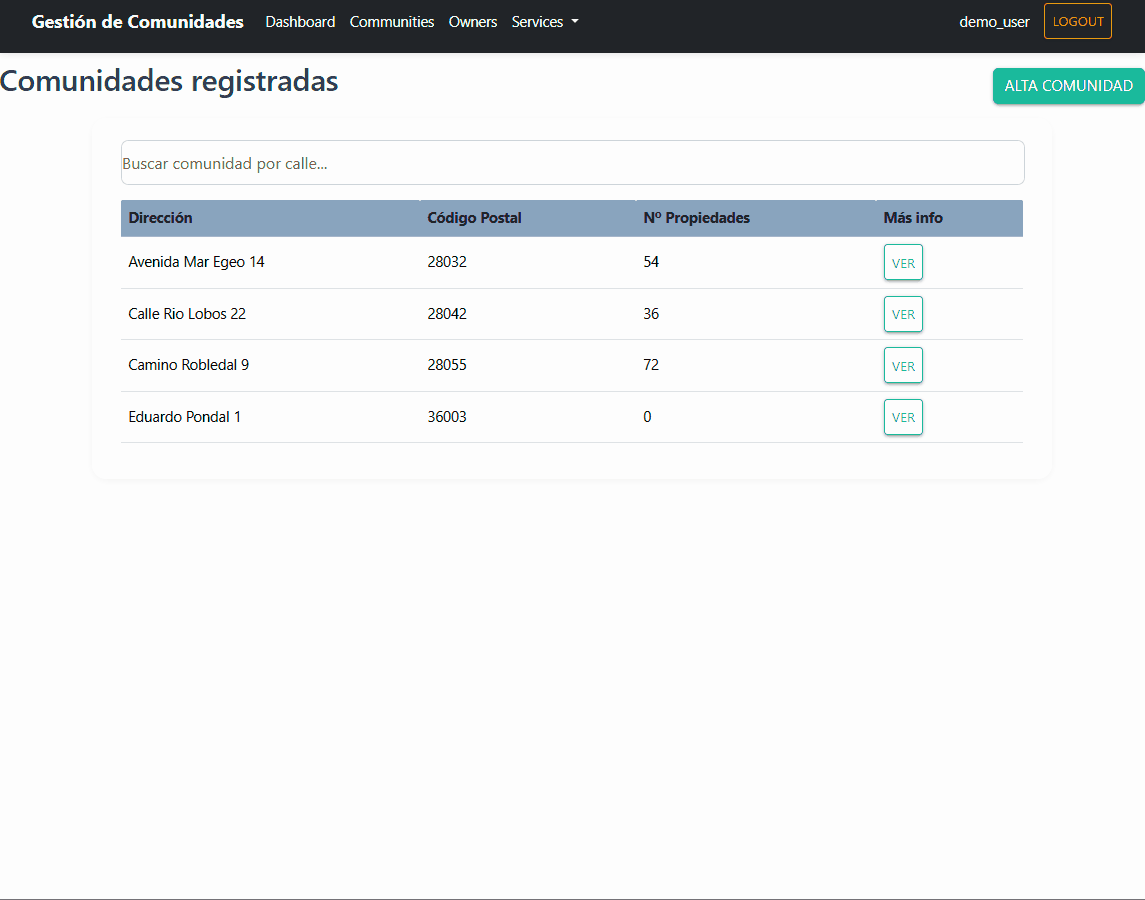 Gestión de Comunidades Dashboard Communities Owners Services demo_user LOGOUT
Comunidades registradas ALTA COMUNIDAD
Buscar comunidad por calle...
Dirección Código Postal Nº Propiedades Más info
Avenida Mar Egeo 14 28032 54 VER
Calle Rio Lobos 22 28042 36 VER
Camino Robledal 9 28055 72 VER
Eduardo Pondal 1 36003 0 VER